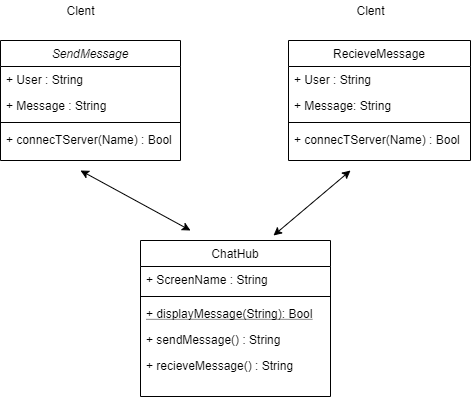 Clent
Clent
SendMessage
+ User : String
+ Message : String
+ connecTServer(Name) : Bool
RecieveMessage
+ User : String
+ Message: String
+ connecTServer(Name) : Bool
ChatHub
+ ScreenName : String
+ displayMessage(String): Bool
+ sendMessage() : String
+ recieveMessage() : String